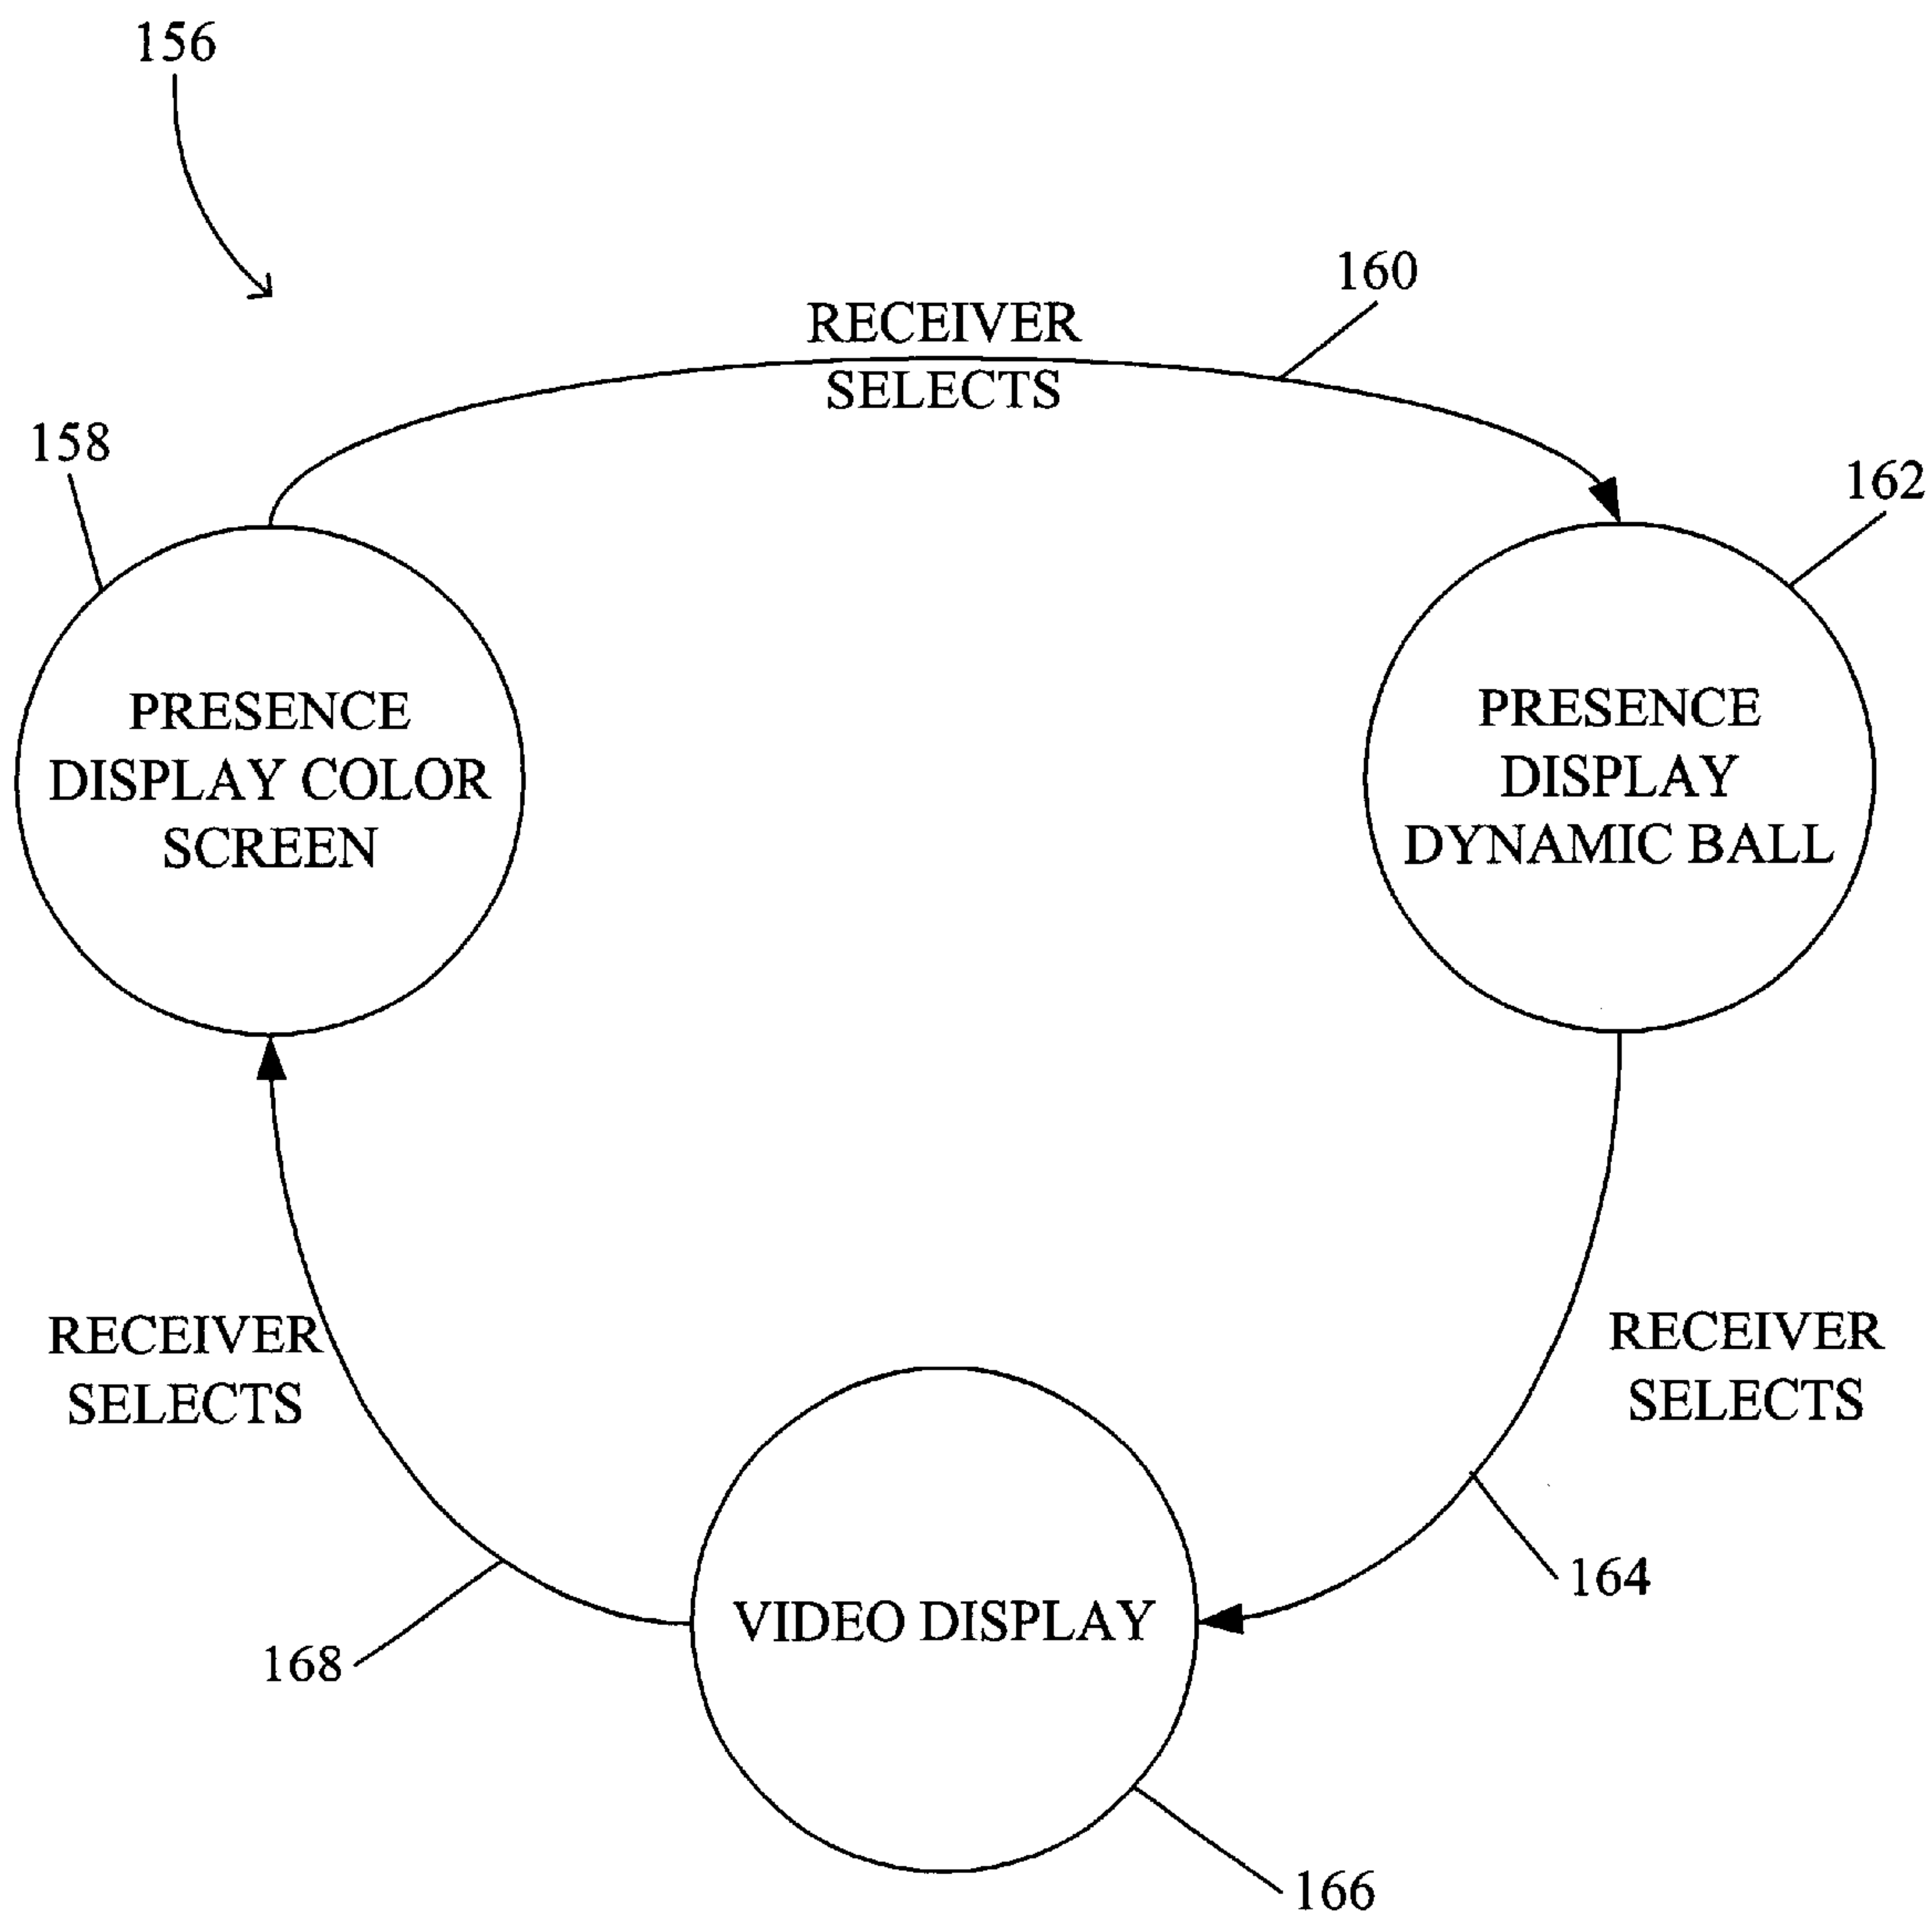 156
160
RECEIVER
SELECTS
158
162
PRESENCE
DISPLAY COLOR
SCREEN
PRESENCE
DISPLAY
DYNAMIC BALL
RECEIVER
SELECTS
RECEIVER
SELECTS
164
VIDEO DISPLAY
168
166